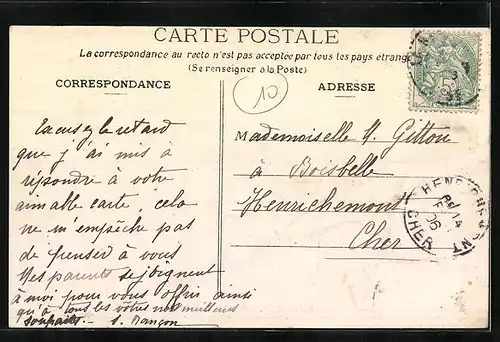 CARTE POSTALE
La correspondance au recto n'est pas acceptée par tous les pays étrang
(Se renseigner à la Poste)
CORRESPONDANCE
ADRESSE
10
Excusez le retard
que j'ai mis à
répondre à votre
aimable carte, cela
ne m'empêche pas
de penser à vous
Mes parents se joignent
à moi pour vous offrir ainsi
qu'à tous les vôtres nos meilleurs
souhaits.
Mademoiselle M. Gitton
à Boisbelle
Henrichemont
Cher
HENRICHEMONT
14
06
CHER